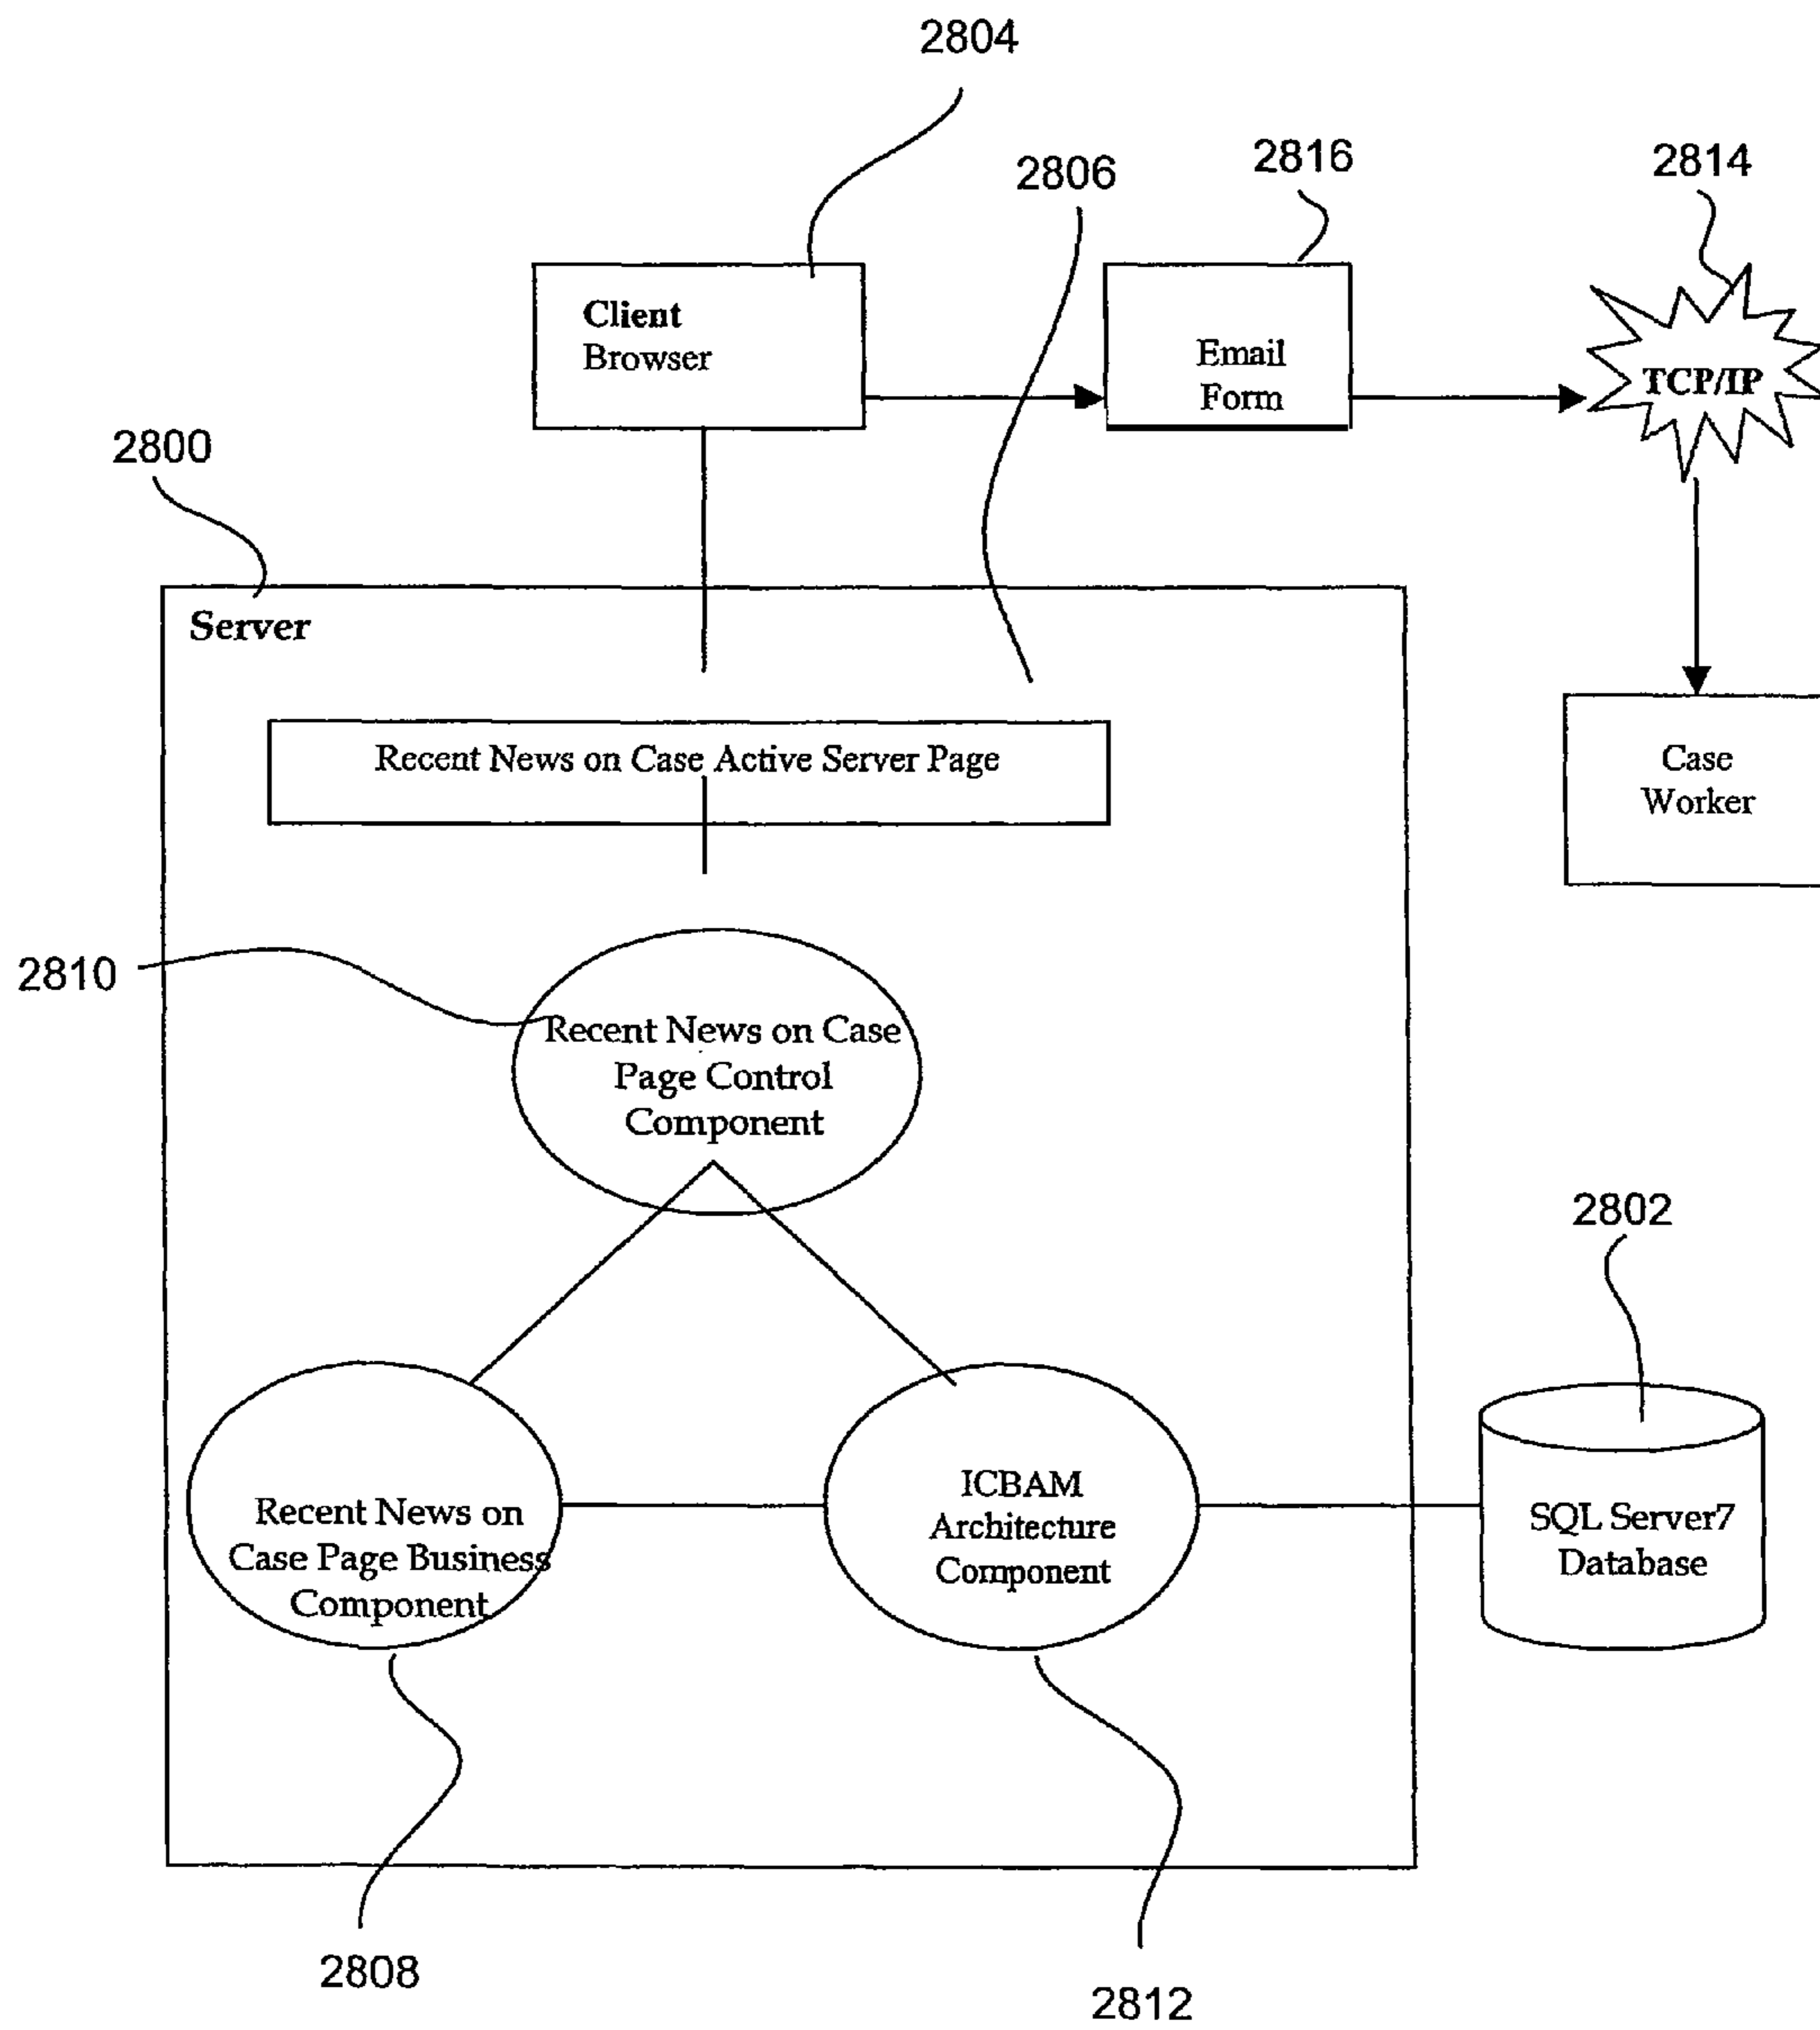 2804
2806
2816
2814
Client
Browser
Email
Form
TCP/IP
2800
Server
Recent News on Case Active Server Page
Case
Worker
2810
Recent News on Case
Page Control
Component
2802
Recent News on
Case Page Business
Component
ICBAM
Architecture
Component
SQL Server7
Database
2808
2812